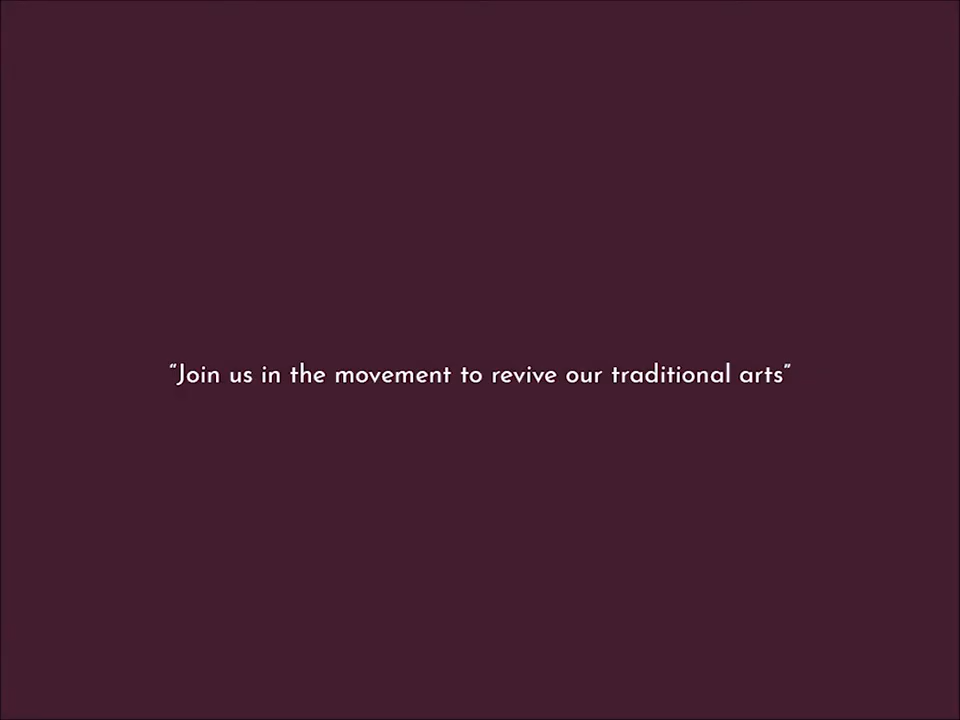 “Join us in the movement to revive our traditional arts”